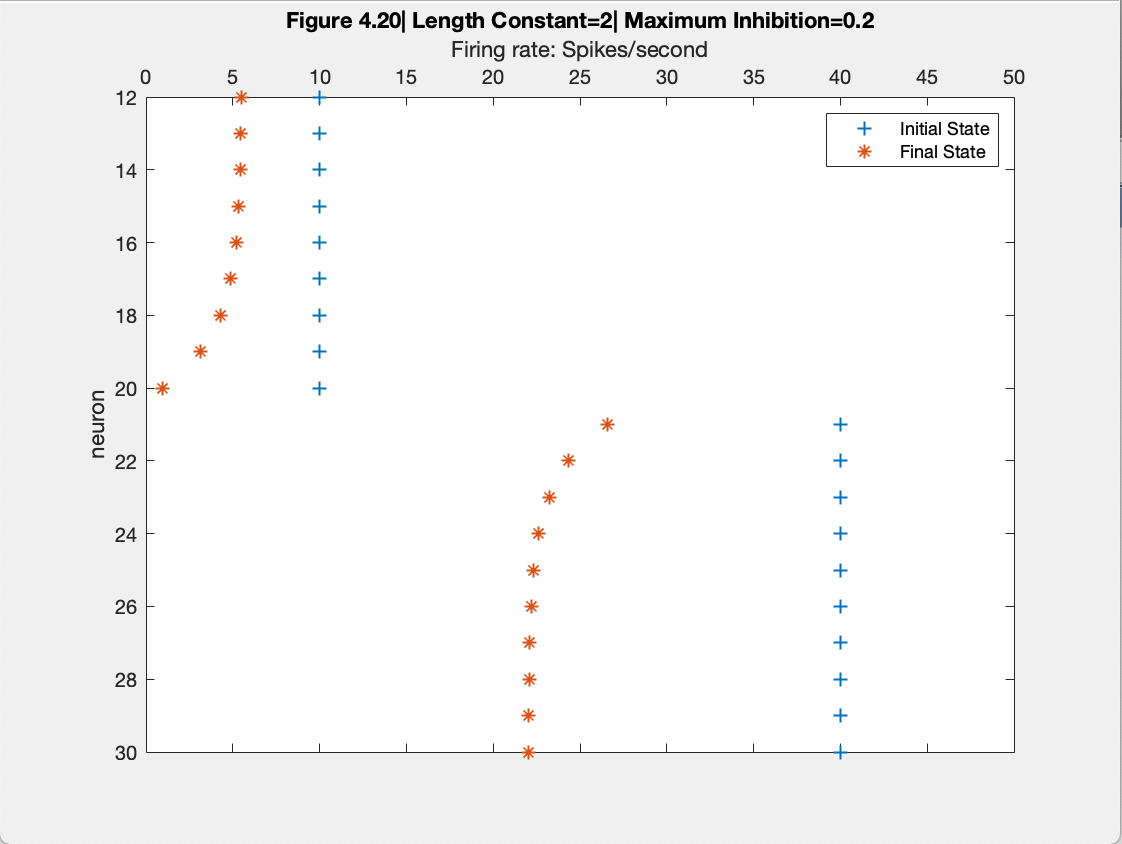 Figure 4.20| Length Constant=2| Maximum Inhibition=0.2
Firing rate: Spikes/second
0 5 10 15 20 25 30 35 40 45 50
12
14
16
18
20
22
24
26
28
30
neuron
Initial State
Final State